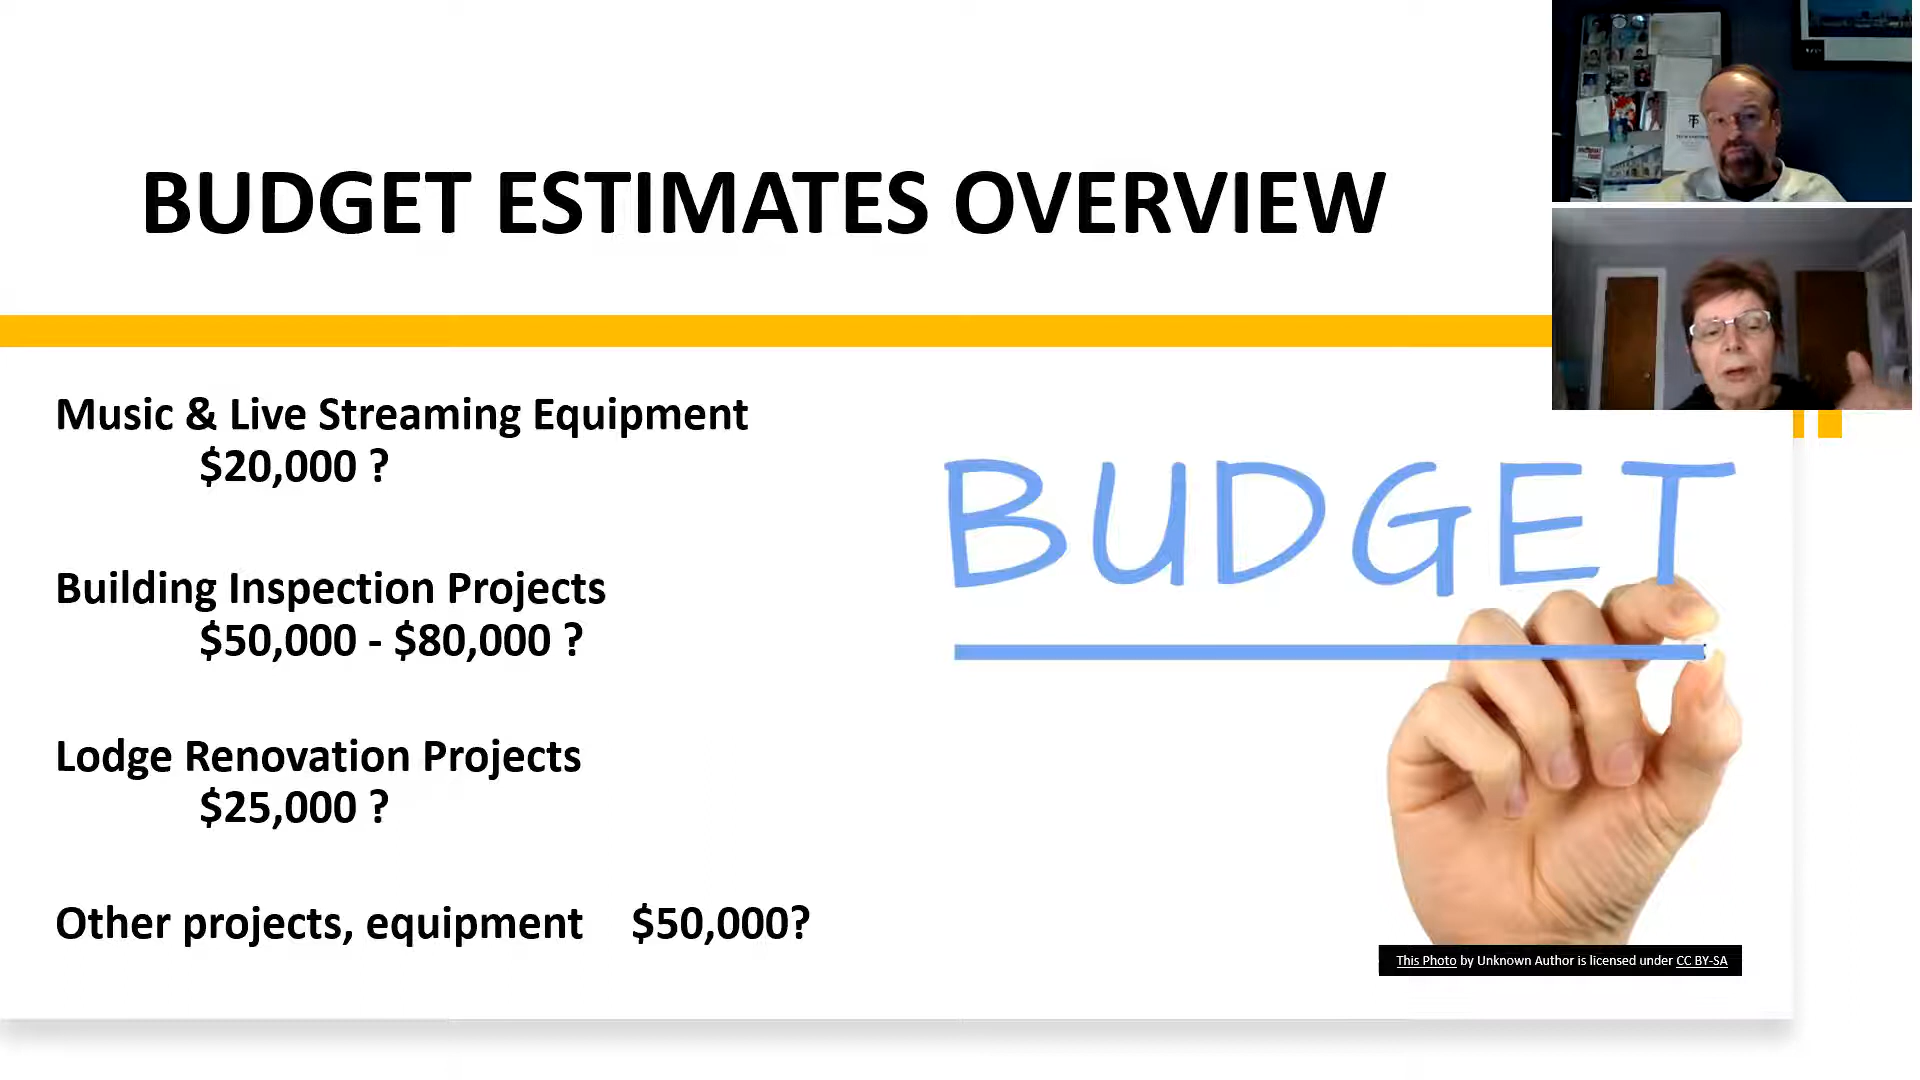 BUDGET ESTIMATES OVERVIEW
Music & Live Streaming Equipment
$20,000 ?
Building Inspection Projects
$50,000 - $80,000 ?
Lodge Renovation Projects
$25,000 ?
Other projects, equipment $50,000?
BUDGET
This Photo by Unknown Author is licensed under CC BY-SA